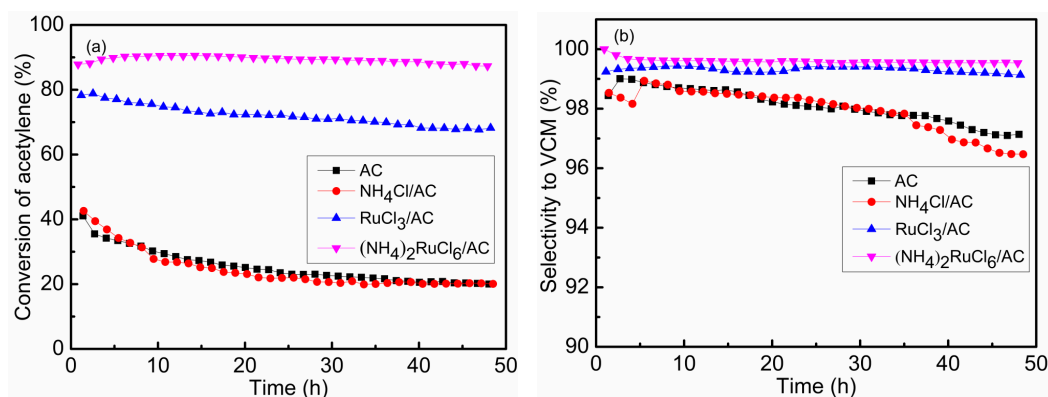 (a)
Conversion of acetylene (%)
100
80
60
40
20
0
AC
NH4Cl/AC
RuCl3/AC
(NH4)2RuCl6/AC
0 10 20 30 40 50
Time (h)
(b)
Selectivity to VCM (%)
100
98
96
94
92
90
AC
NH4Cl/AC
RuCl3/AC
(NH4)2RuCl6/AC
0 10 20 30 40 50
Time (h)